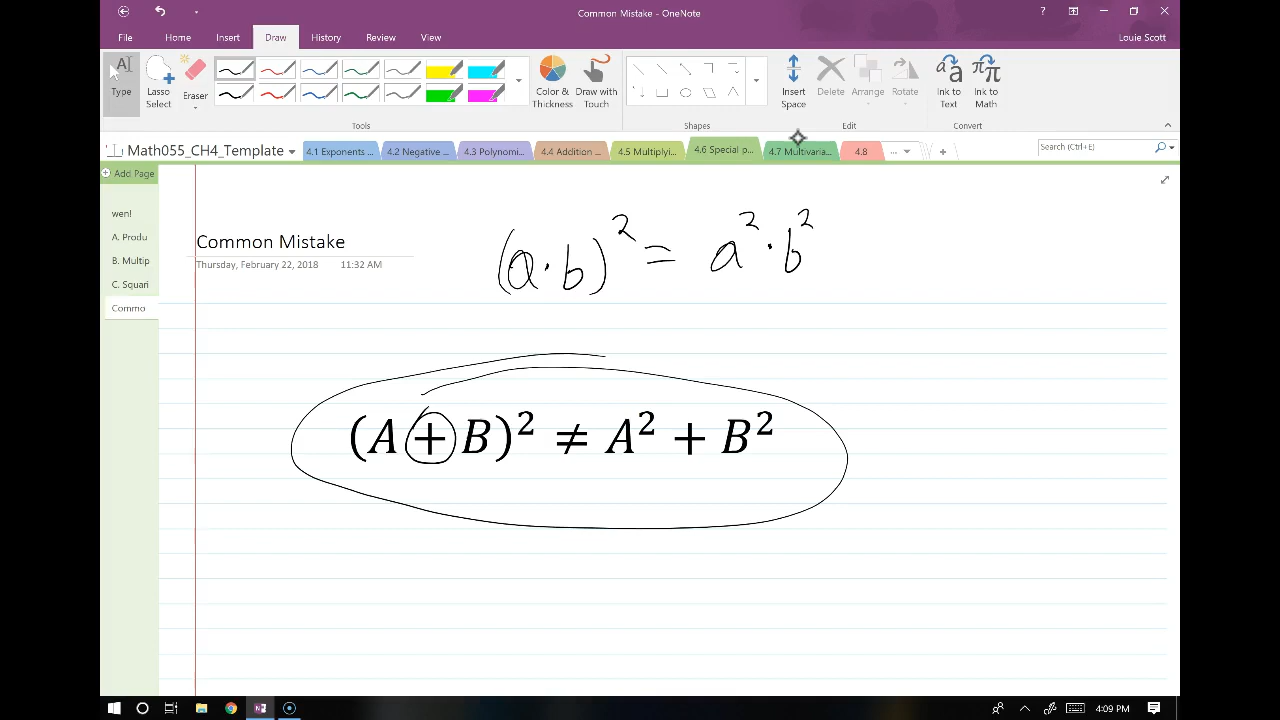 Common Mistake - OneNote
?
File Home Insert Draw History Review View
Louie Scott
Type
Lasso Select
Eraser
Color & Thickness
Draw with Touch
Insert Space
Delete
Arrange
Rotate
Ink to Text
Ink to Math
Tools
Shapes
Edit
Convert
Math055_CH4_Template
4.1 Exponents ...
4.2 Negative ...
4.3 Polynomi...
4.4 Addition ...
4.5 Multiplyi...
4.6 Special p...
4.7 Multivaria...
4.8
...
+
Search (Ctrl+E)
Add Page
wen!
A. Produ
B. Multip
C. Squari
Commo
Common Mistake
Thursday, February 22, 2018 11:32 AM
(a·b)² = a²·b²
(A + B)² ≠ A² + B²
4:09 PM